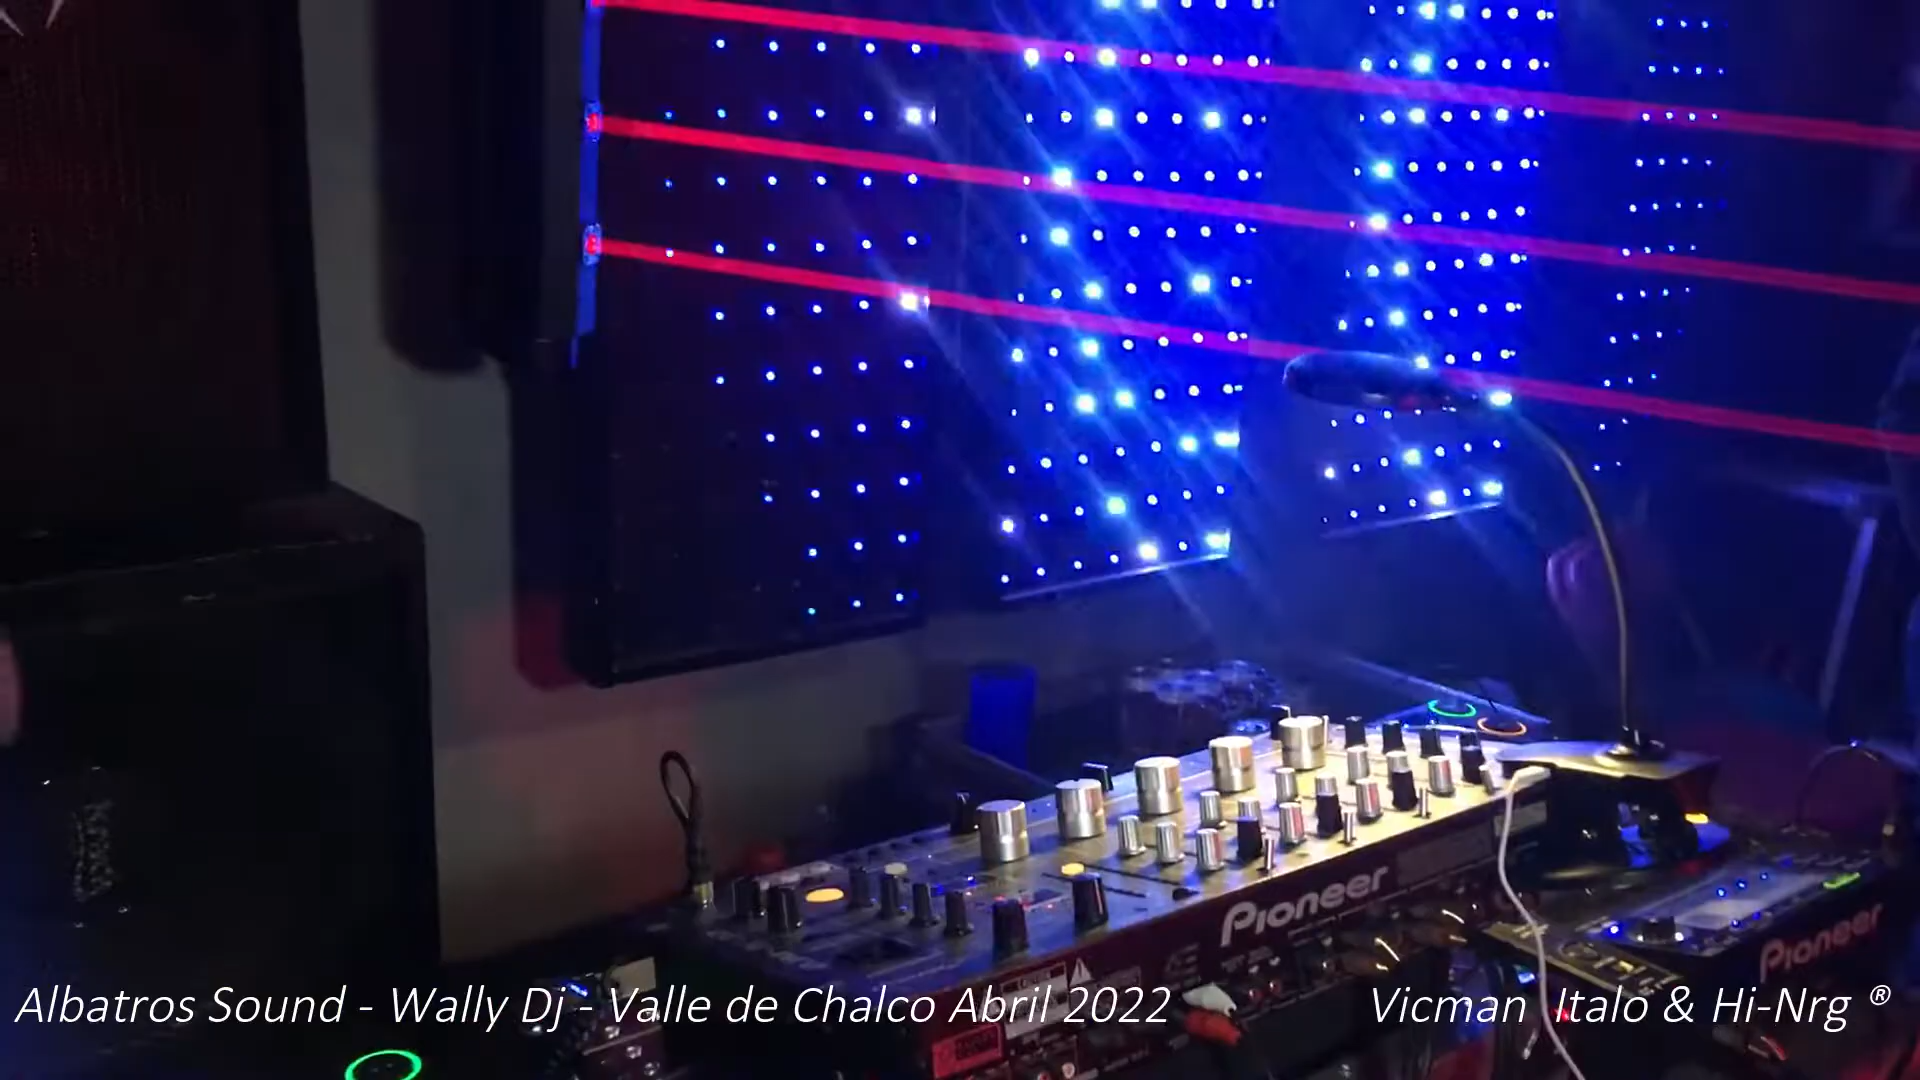 Pioneer
Pioneer
Albatros Sound - Wally Dj - Valle de Chalco Abril 2022
Vicman Italo & Hi-Nrg ®